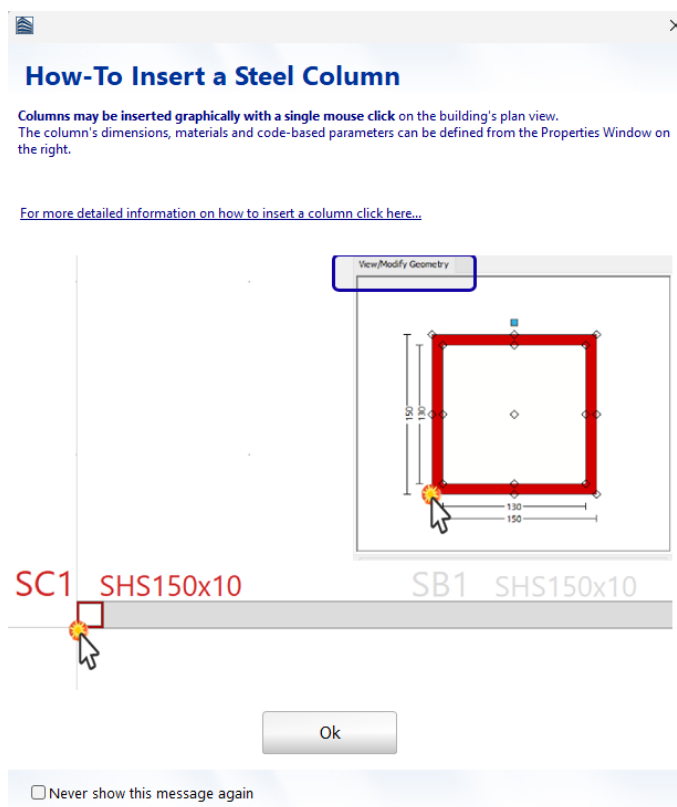 How-To Insert a Steel Column
Columns may be inserted graphically with a single mouse click on the building's plan view.
The column's dimensions, materials and code-based parameters can be defined from the Properties Window on
the right.
For more detailed information on how to insert a column click here...
View/Modify Geometry
150
130
130
150
SC1 SHS150x10
SB1 SHS150x10
Ok
Never show this message again